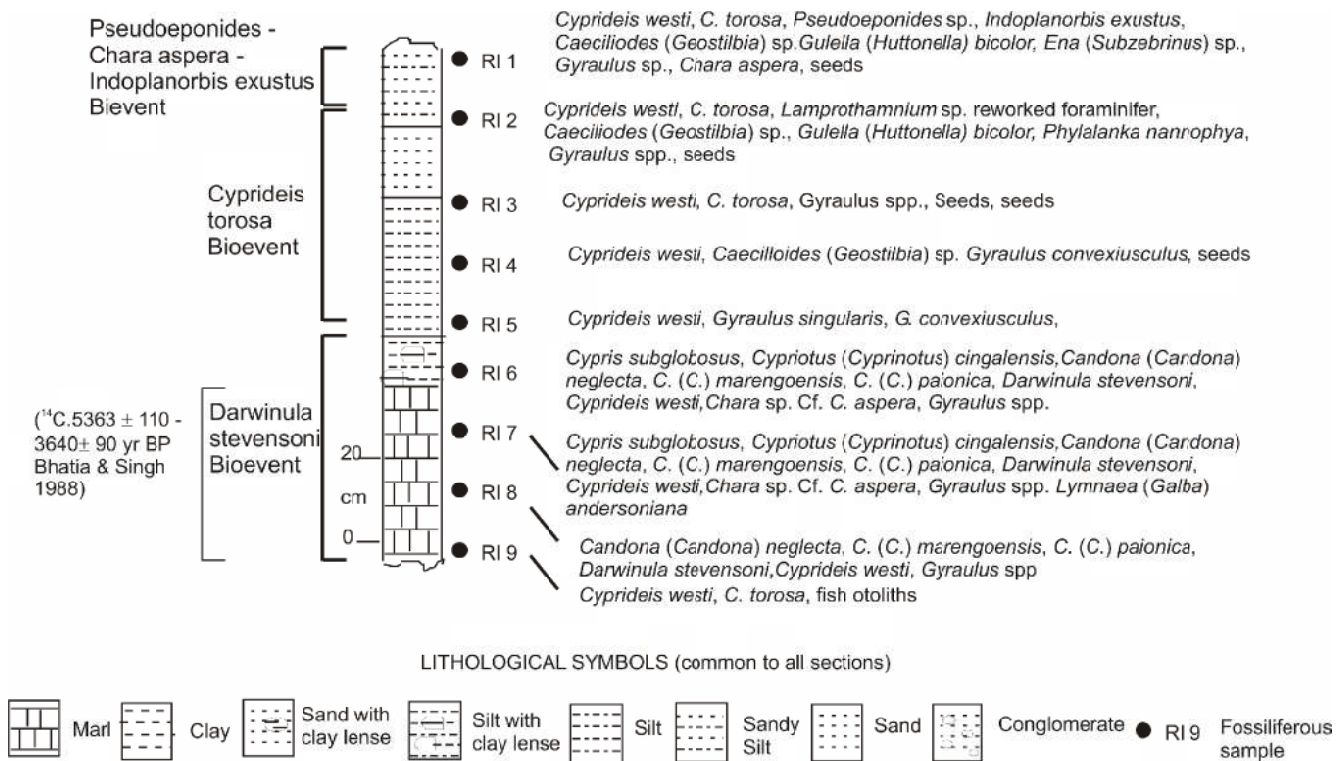 Pseudoeponides -
Chara aspera -
Indoplanorbis exustus
Bievent
Cyprideis
torosa
Bioevent
Darwinula
stevensoni
Bioevent
(¹⁴C.5363 ± 110 -
3640± 90 yr BP
Bhatia & Singh
1988)
20
cm
0
RI 1
Cyprideis westi, C. torosa, Pseudoeponides sp., Indoplanorbis exustus,
Caeciliodes (Geostilbia) sp.Gulella (Huttonella) bicolor, Ena (Subzebrinus) sp.,
Gyraulus sp., Chara aspera, seeds
RI 2
Cyprideis westi, C. torosa, Lamprothamnium sp. reworked foraminifer,
Caeciliodes (Geostilbia) sp., Gulella (Huttonella) bicolor, Phylalanka nannophya,
Gyraulus spp., seeds
RI 3
Cyprideis westi, C. torosa, Gyraulus spp., Seeds, seeds
RI 4
Cyprideis westi, Caecilloides (Geostilbia) sp. Gyraulus convexiusculus, seeds
RI 5
Cyprideis westi, Gyraulus singularis, G. convexiusculus,
RI 6
Cypris subglobosus, Cypriotus (Cyprinotus) cingalensis,Candona (Candona)
neglecta, C. (C.) marengoensis, C. (C.) paionica, Darwinula stevensoni,
Cyprideis westi,Chara sp. Cf. C. aspera, Gyraulus spp.
RI 7
Cypris subglobosus, Cypriotus (Cyprinotus) cingalensis,Candona (Candona)
neglecta, C. (C.) marengoensis, C. (C.) paionica, Darwinula stevensoni,
Cyprideis westi,Chara sp. Cf. C. aspera, Gyraulus spp. Lymnaea (Galba)
andersoniana
RI 8
Candona (Candona) neglecta, C. (C.) marengoensis, C. (C.) paionica,
Darwinula stevensoni,Cyprideis westi, Gyraulus spp
RI 9
Cyprideis westi, C. torosa, fish otoliths
LITHOLOGICAL SYMBOLS (common to all sections)
Marl
Clay
Sand with
clay lense
Silt with
clay lense
Silt
Sandy
Silt
Sand
Conglomerate
RI 9
Fossiliferous
sample